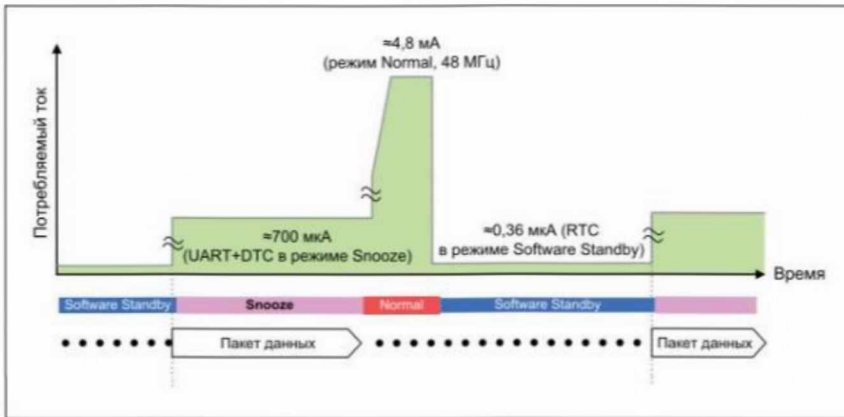 ≈4,8 мА
(режим Normal, 48 МГц)
Потребляемый ток
≈700 мкА
(UART+DTC в режиме Snooze)
≈0,36 мкА (RTC
в режиме Software Standby)
Время
Software Standby
Snooze
Normal
Software Standby
Пакет данных
Пакет данных